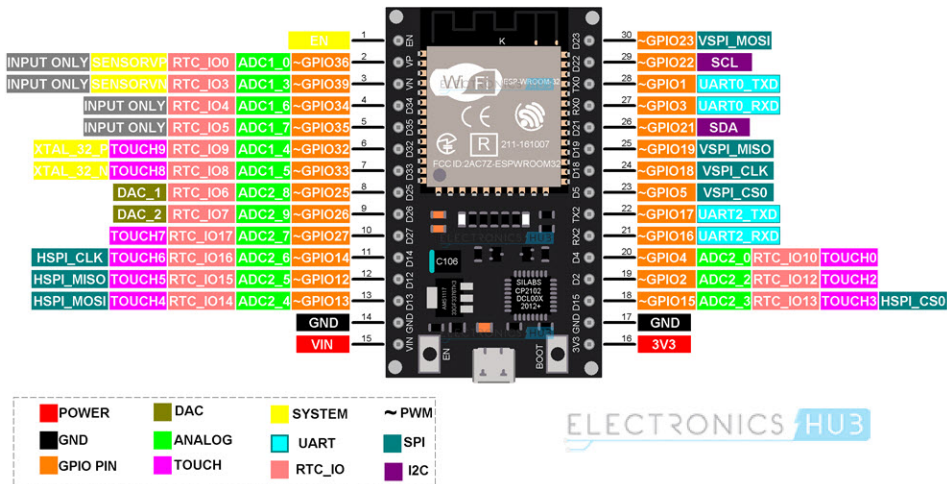 EN 1 EN
INPUT ONLY SENSORVP RTC_IO0 ADC1_0 ~GPIO36 2 VP
INPUT ONLY SENSORVN RTC_IO3 ADC1_3 ~GPIO39 3 VN
INPUT ONLY RTC_IO4 ADC1_6 ~GPIO34 4 D34
INPUT ONLY RTC_IO5 ADC1_7 ~GPIO35 5 D35
XTAL_32_P TOUCH9 RTC_IO9 ADC1_4 ~GPIO32 6 D32
XTAL_32_N TOUCH8 RTC_IO8 ADC1_5 ~GPIO33 7 D33
DAC_1 RTC_IO6 ADC2_8 ~GPIO25 8 D25
DAC_2 RTC_IO7 ADC2_9 ~GPIO26 9 D26
TOUCH7 RTC_IO17 ADC2_7 ~GPIO27 10 D27
HSPI_CLK TOUCH6 RTC_IO16 ADC2_6 ~GPIO14 11 D14
HSPI_MISO TOUCH5 RTC_IO15 ADC2_5 ~GPIO12 12 D12
HSPI_MOSI TOUCH4 RTC_IO14 ADC2_4 ~GPIO13 13 D13
GND 14 GND
VIN 15 VIN
K
Wi Fi ESP-WROOM-32
CE
R 211-161007
FCC ID:2AC7Z-ESPWROOM32
ELECTRONICS HUB
C106
SILABS
CP2102
DCL00X
2012+
EN
BOOT
D23 30 ~GPIO23 VSPI_MOSI
D22 29 ~GPIO22 SCL
TX0 28 ~GPIO1 UART0_TXD
RX0 27 ~GPIO3 UART0_RXD
D21 26 ~GPIO21 SDA
D19 25 ~GPIO19 VSPI_MISO
D18 24 ~GPIO18 VSPI_CLK
D5 23 ~GPIO5 VSPI_CS0
TX2 22 ~GPIO17 UART2_TXD
RX2 21 ~GPIO16 UART2_RXD
D4 20 ~GPIO4 ADC2_0 RTC_IO10 TOUCH0
D2 19 ~GPIO2 ADC2_2 RTC_IO12 TOUCH2
D15 18 ~GPIO15 ADC2_3 RTC_IO13 TOUCH3 HSPI_CS0
GND 17 GND
3V3 16 3V3
POWER DAC SYSTEM ~ PWM
GND ANALOG UART SPI
GPIO PIN TOUCH RTC_IO I2C
ELECTRONICS HUB